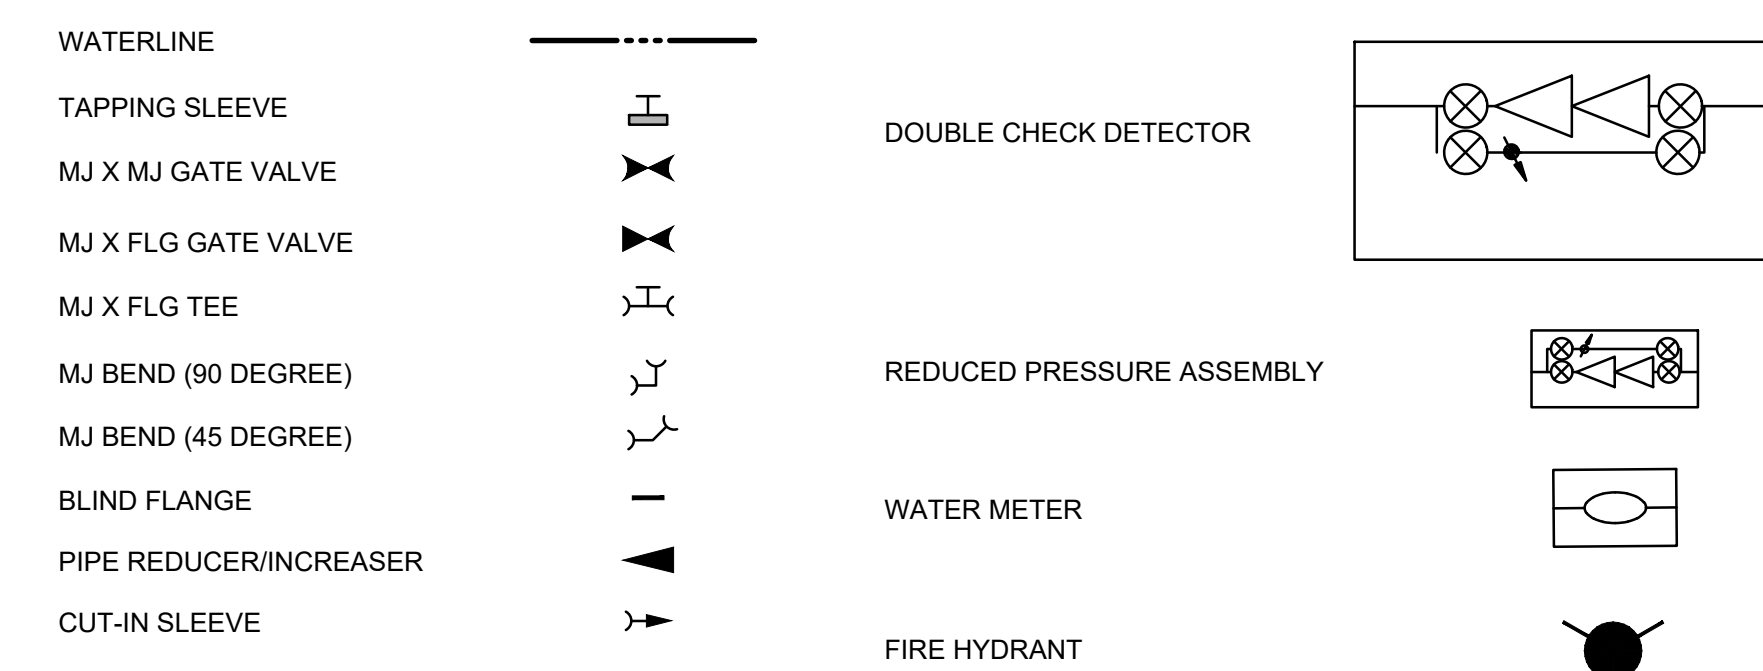 WATERLINE
TAPPING SLEEVE
MJ X MJ GATE VALVE
MJ X FLG GATE VALVE
MJ X FLG TEE
MJ BEND (90 DEGREE)
MJ BEND (45 DEGREE)
BLIND FLANGE
PIPE REDUCER/INCREASER
CUT-IN SLEEVE
DOUBLE CHECK DETECTOR
REDUCED PRESSURE ASSEMBLY
WATER METER
FIRE HYDRANT